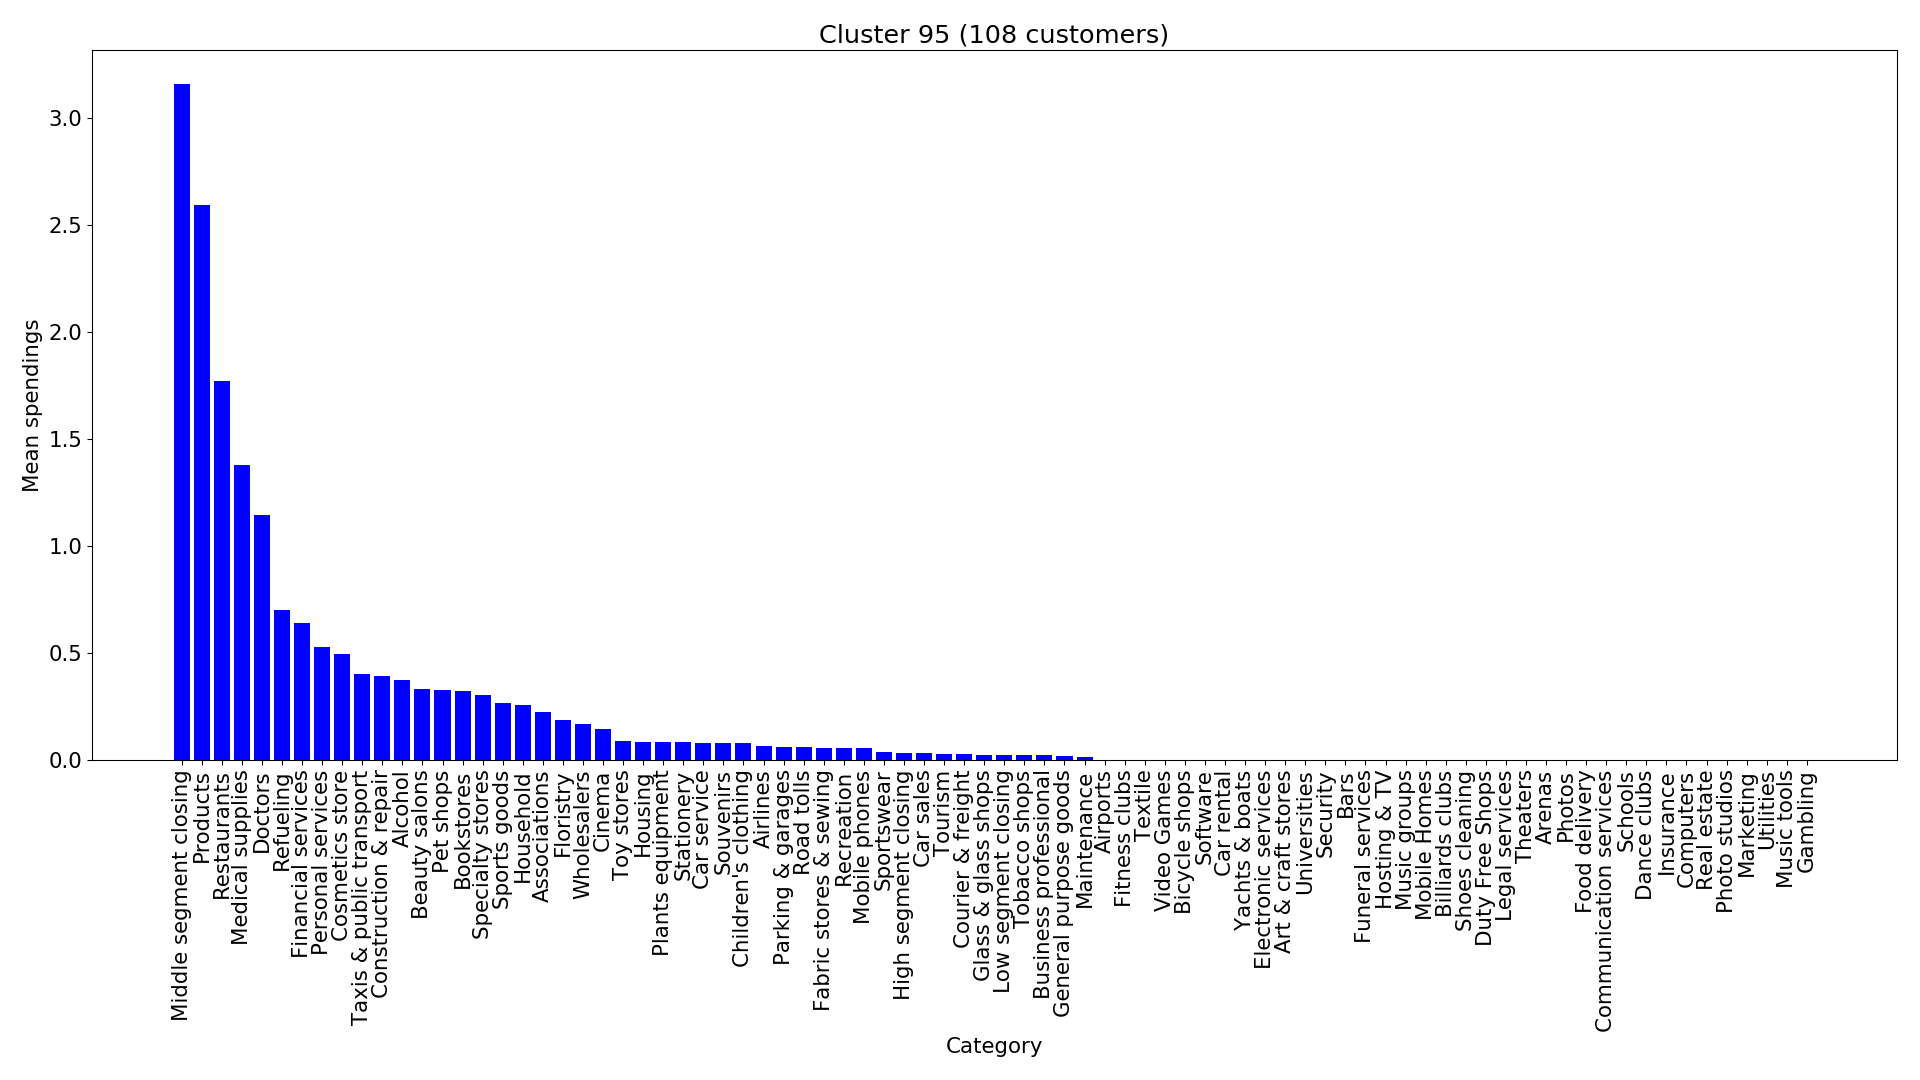 Cluster 95 (108 customers)
Mean spendings
3.0
2.5
2.0
1.5
1.0
0.5
0.0
Middle segment closing
Products
Restaurants
Medical supplies
Doctors
Refueling
Financial services
Personal services
Cosmetics store
Taxis & public transport
Construction & repair
Alcohol
Beauty salons
Pet shops
Bookstores
Specialty stores
Sports goods
Household
Associations
Floristry
Wholesalers
Cinema
Toy stores
Housing
Plants equipment
Stationery
Car service
Souvenirs
Children's clothing
Airlines
Parking & garages
Road tolls
Fabric stores & sewing
Recreation
Mobile phones
Sportswear
High segment closing
Car sales
Tourism
Courier & freight
Glass & glass shops
Low segment closing
Tobacco shops
Business professional
General purpose goods
Maintenance
Airports
Fitness clubs
Textile
Video Games
Bicycle shops
Software
Car rental
Yachts & boats
Electronic services
Art & craft stores
Universities
Security
Bars
Funeral services
Hosting & TV
Music groups
Mobile Homes
Billiards clubs
Shoes cleaning
Duty Free Shops
Legal services
Theaters
Arenas
Photos
Food delivery
Communication services
Schools
Dance clubs
Insurance
Computers
Real estate
Photo studios
Marketing
Utilities
Music tools
Gambling
Category